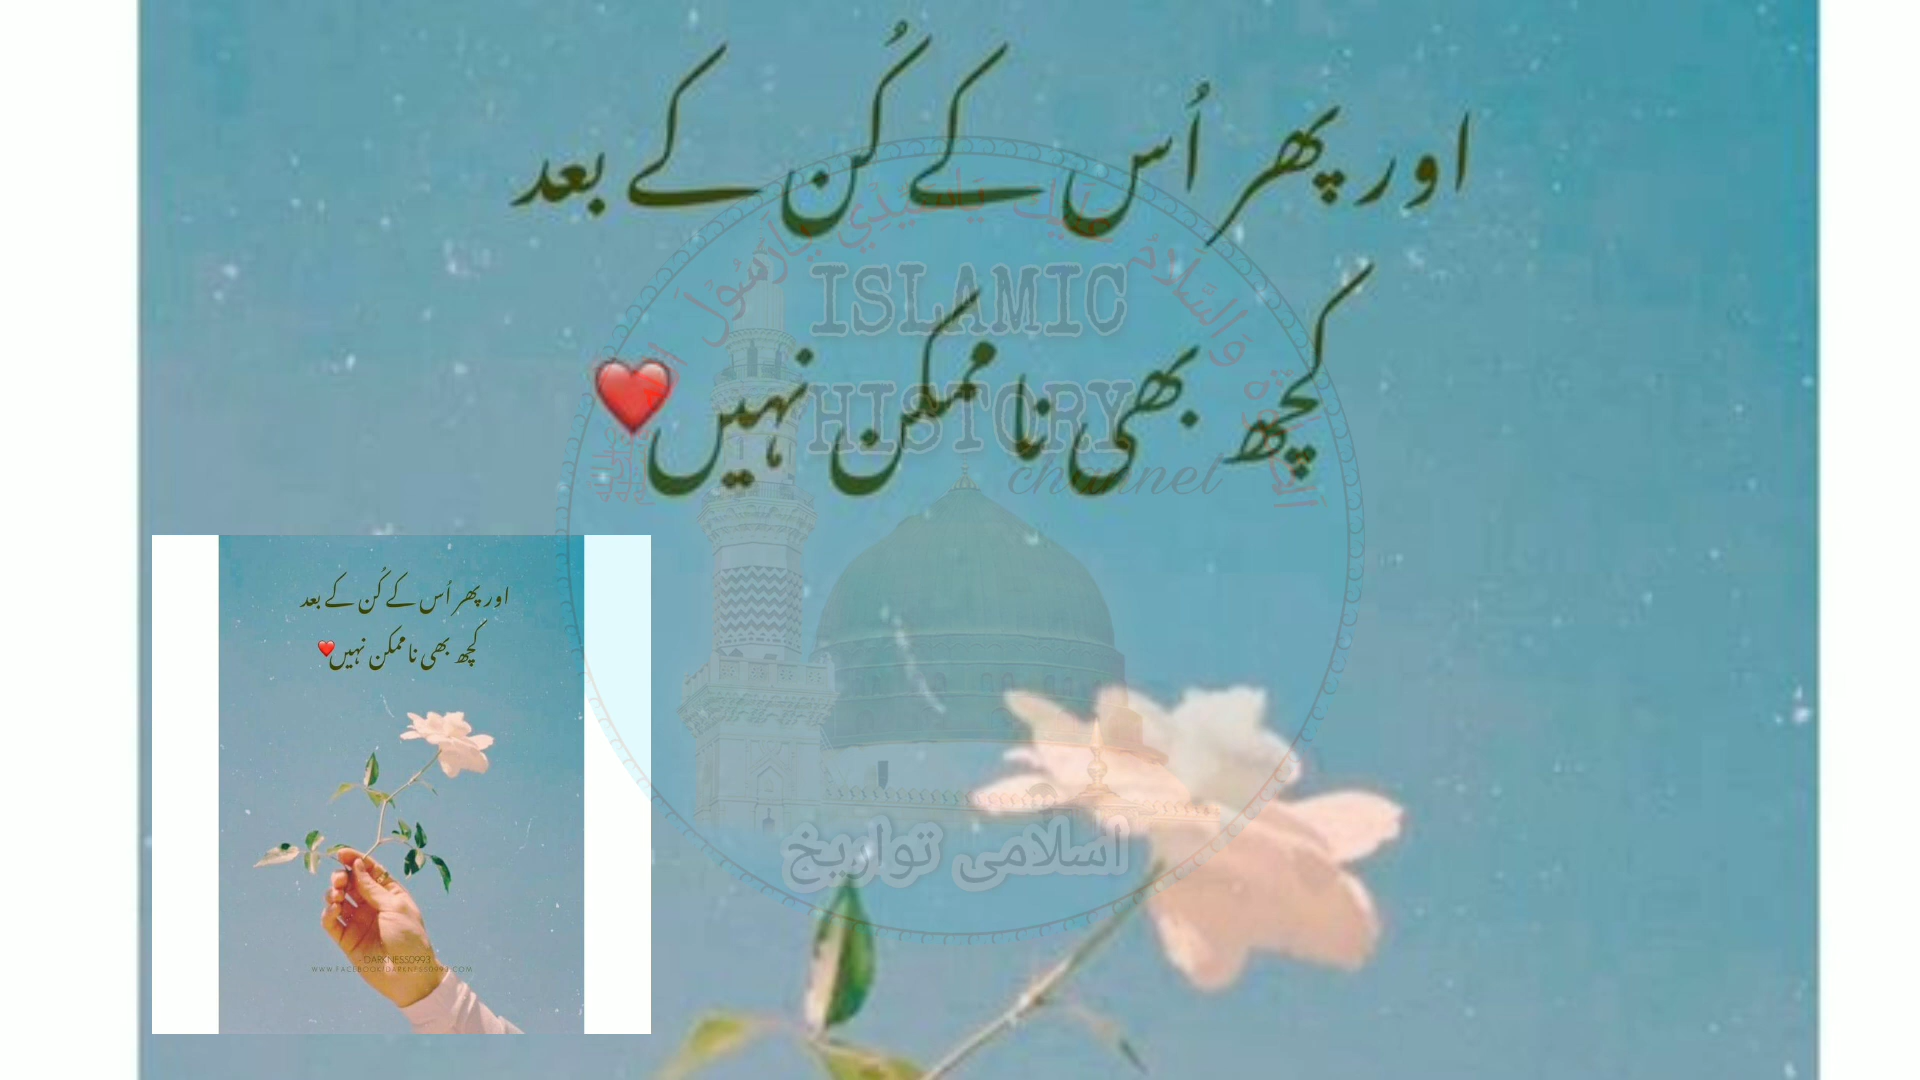 اور پھر اُس کے کُن کے بعد
کچھ بھی ناممکن نہیں❤️
ISLAMIC
HISTORY
channel
اسلامی تواریخ
اور پھر اُس کے کُن کے بعد
کچھ بھی ناممکن نہیں❤️
DARKNESS0993